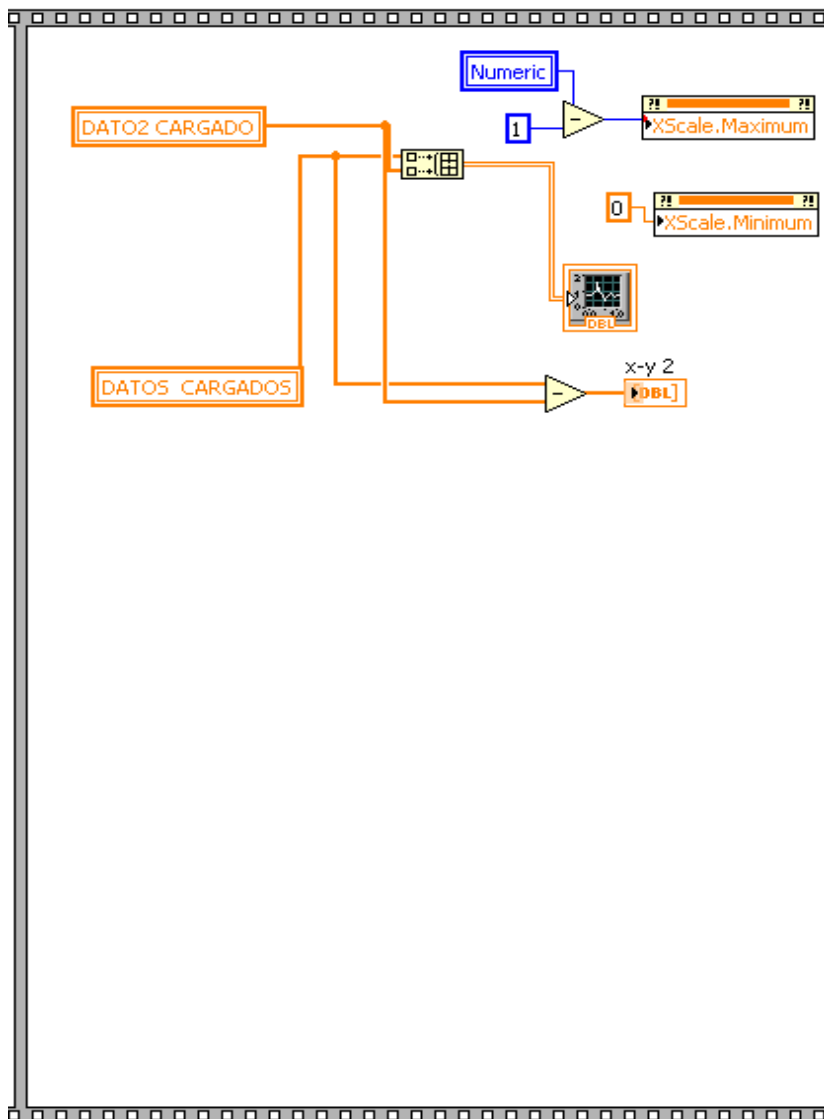 Numeric
DATO2 CARGADO
1
?!
?!
XScale.Maximum
?!
?!
0
XScale.Minimum
DBL
x-y 2
DATOS CARGADOS
DBL]